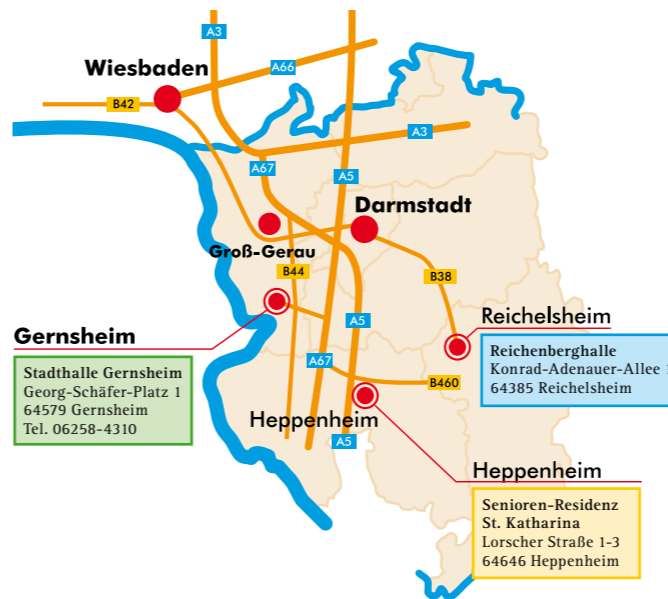 A3
Wiesbaden
A66
B42
A3
A67
A5
Darmstadt
Groß-Gerau
B44
B38
Gernsheim
A5
Reichelsheim
Stadthalle Gernsheim
Georg-Schäfer-Platz 1
64579 Gernsheim
Tel. 06258-4310
Reichenberghalle
Konrad-Adenauer-Allee 1
64385 Reichelsheim
A67
B460
Heppenheim
A5
Heppenheim
Senioren-Residenz
St. Katharina
Lorscher Straße 1-3
64646 Heppenheim